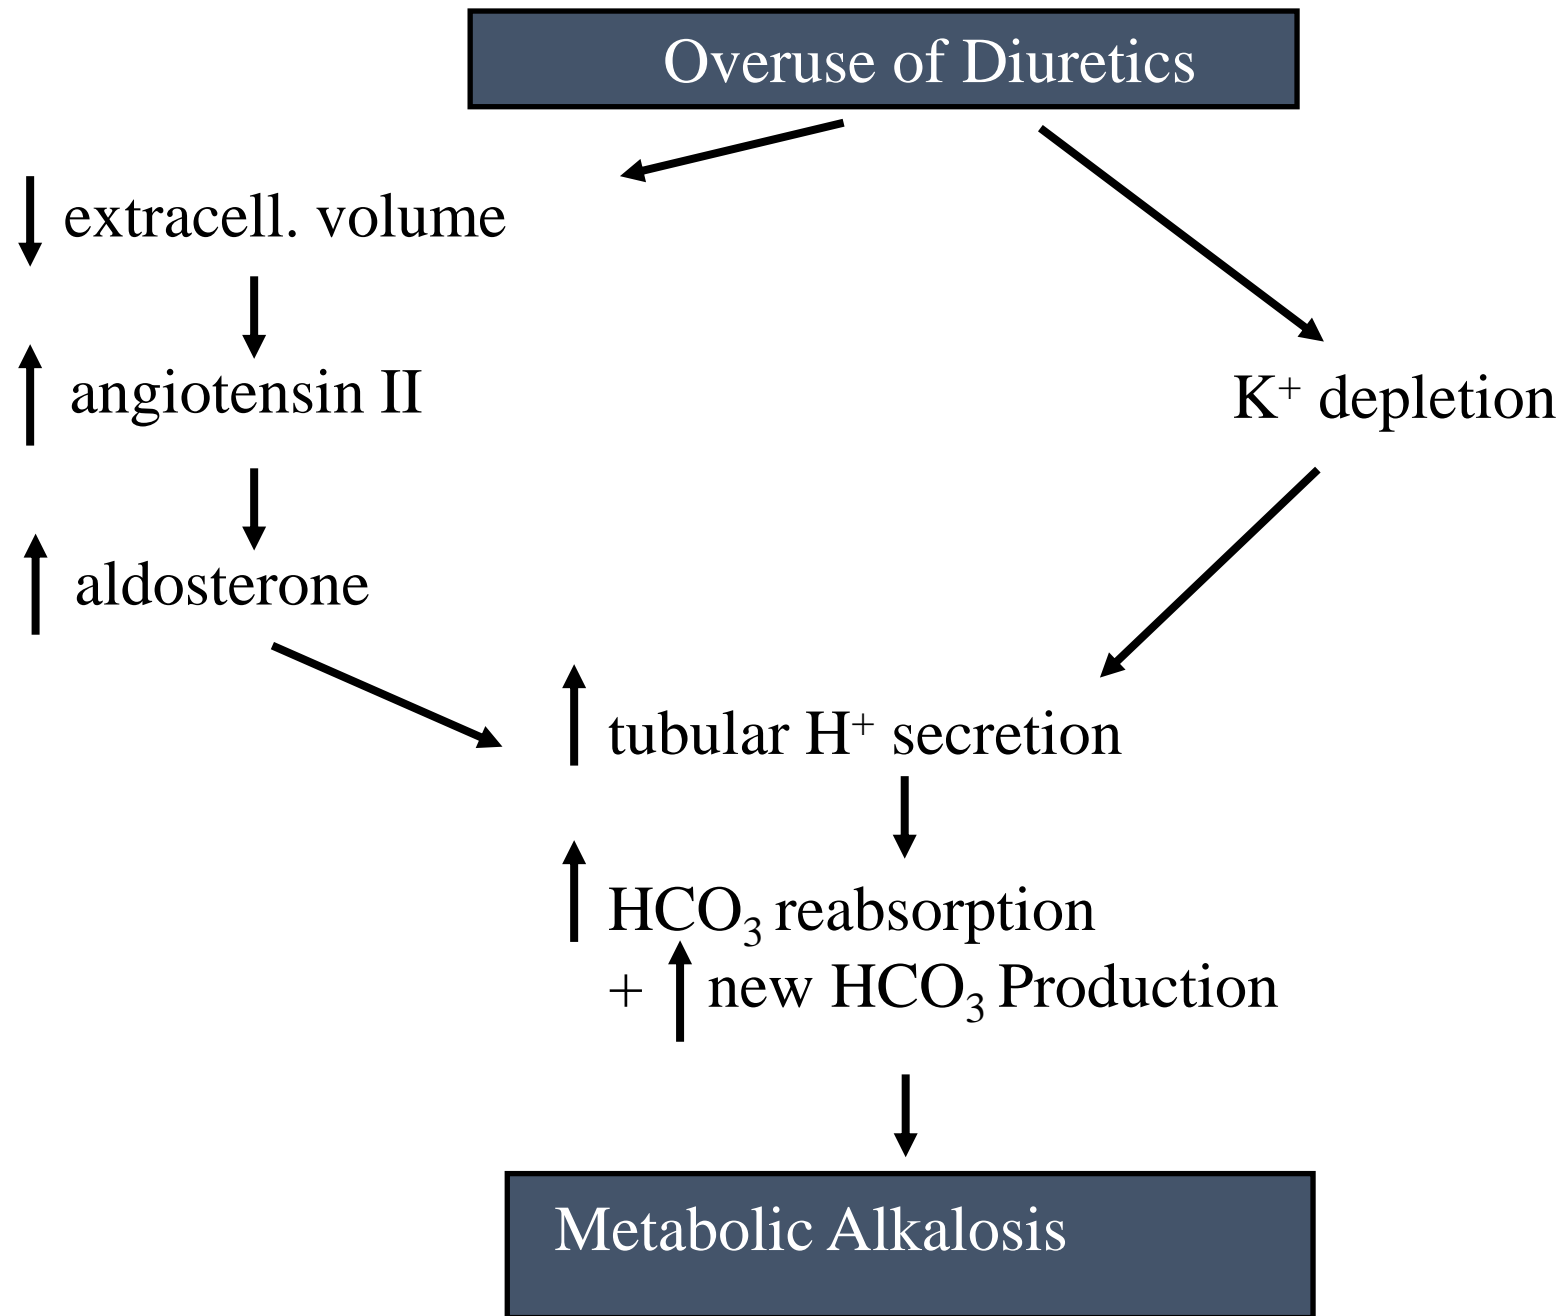 Overuse of Diuretics
extracell. volume
angiotensin II
K⁺ depletion
aldosterone
tubular H⁺ secretion
HCO₃ reabsorption
+ new HCO₃ Production
Metabolic Alkalosis